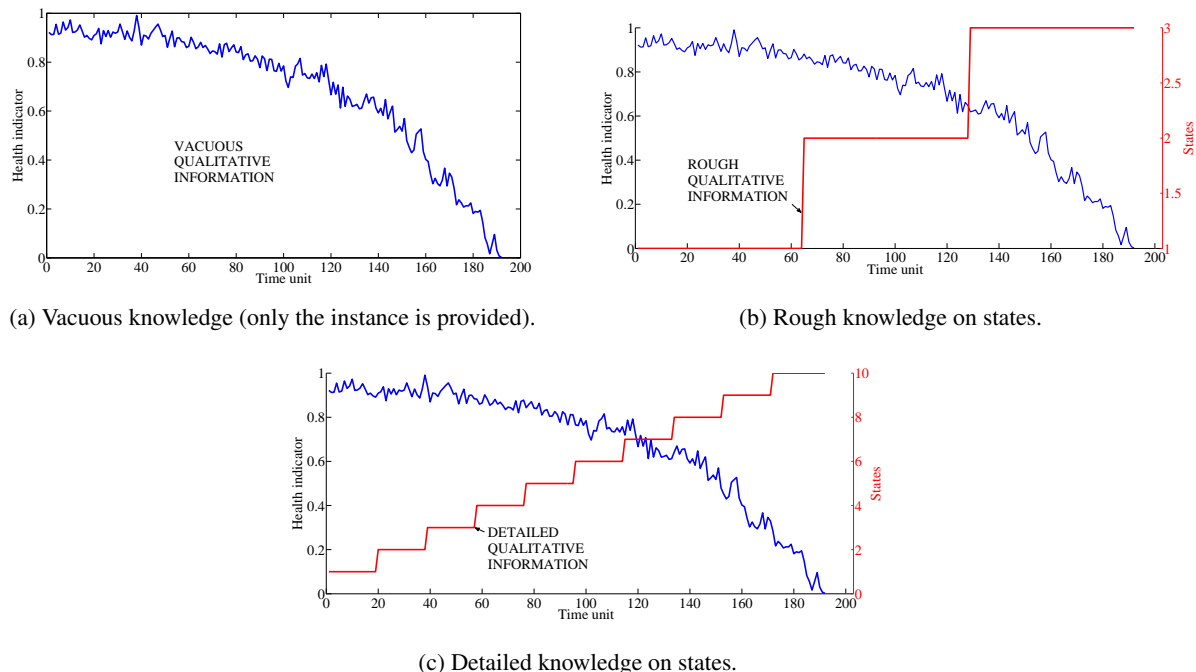 1
0.8
0.6
0.4
0.2
0
Health indicator
VACUOUS
QUALITATIVE
INFORMATION
0 20 40 60 80 100 120 140 160 180 200
Time unit
(a) Vacuous knowledge (only the instance is provided).
1
0.8
0.6
0.4
0.2
0
Health indicator
ROUGH
QUALITATIVE
INFORMATION
3
2.5
2
1.5
1
States
0 20 40 60 80 100 120 140 160 180 200
Time unit
(b) Rough knowledge on states.
1
0.8
0.6
0.4
0.2
0
Health indicator
DETAILED
QUALITATIVE
INFORMATION
10
8
6
4
2
0
States
0 20 40 60 80 100 120 140 160 180 200
Time unit
(c) Detailed knowledge on states.